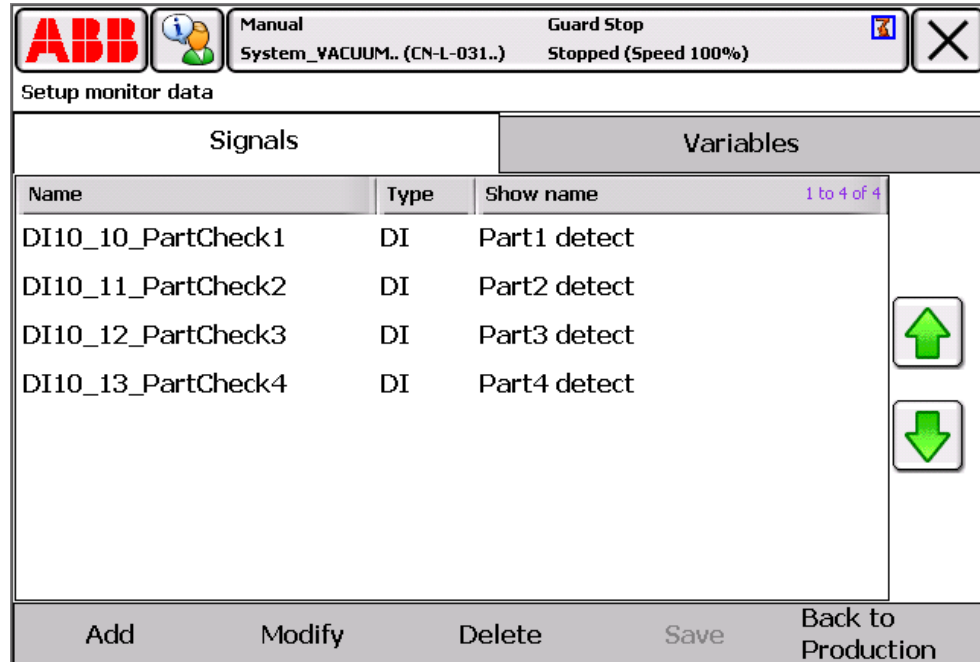 ABB
Manual
System_VACUUM.. (CN-L-031..)
Guard Stop
Stopped (Speed 100%)
Setup monitor data
Signals
Variables
Name Type Show name 1 to 4 of 4
DI10_10_PartCheck1 DI Part1 detect
DI10_11_PartCheck2 DI Part2 detect
DI10_12_PartCheck3 DI Part3 detect
DI10_13_PartCheck4 DI Part4 detect
Add Modify Delete Save Back to
Production